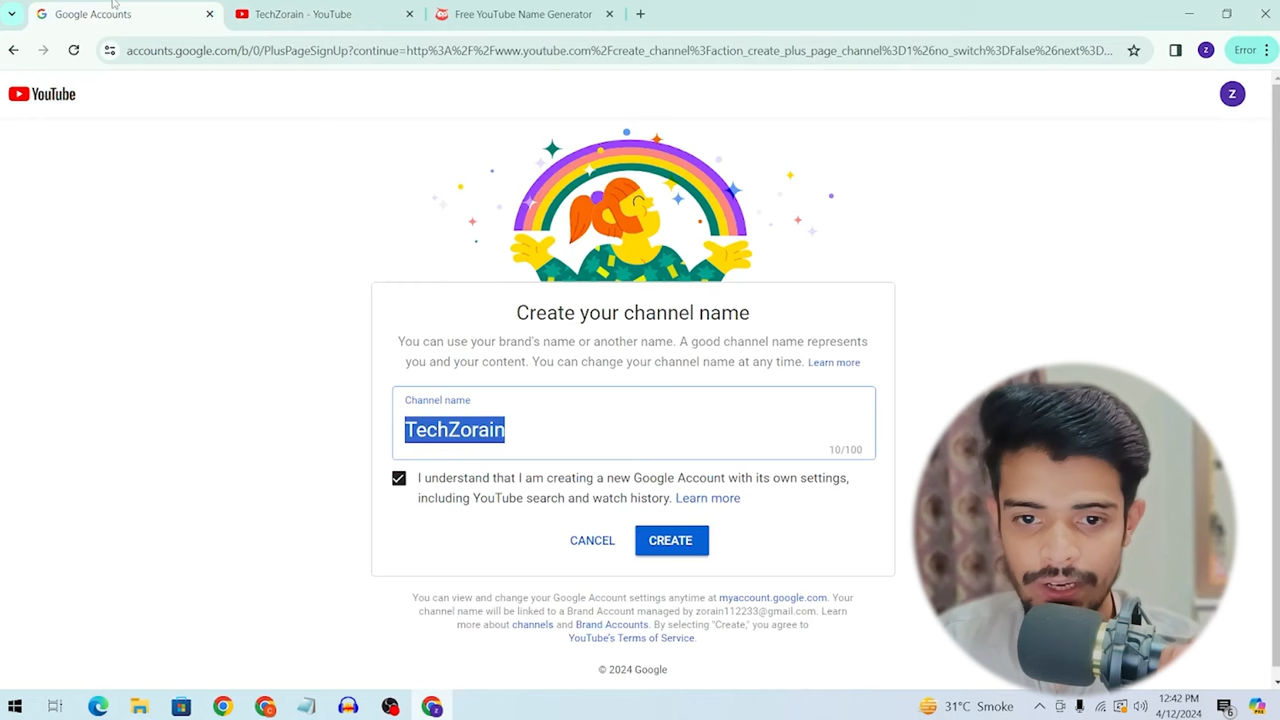 Google Accounts
TechZorain - YouTube
Free YouTube Name Generator
accounts.google.com/b/0/PlusPageSignUp?continue=http%3A%2F%2Fwww.youtube.com%2Fcreate_channel%3Faction_create_plus_page_channel%3D1%26no_switch%3DFalse%26next%3D...
Z
Error
YouTube
Z
Create your channel name
You can use your brand's name or another name. A good channel name represents
you and your content. You can change your channel name at any time. Learn more
Channel name
TechZorain
10/100
I understand that I am creating a new Google Account with its own settings,
including YouTube search and watch history. Learn more
CANCEL
CREATE
You can view and change your Google Account settings anytime at myaccount.google.com. Your
channel name will be linked to a Brand Account managed by zorain112233@gmail.com. Learn
more about channels and Brand Accounts. By selecting "Create," you agree to
YouTube's Terms of Service.
© 2024 Google
31°C Smoke
12:42 PM
4/12/2024
6